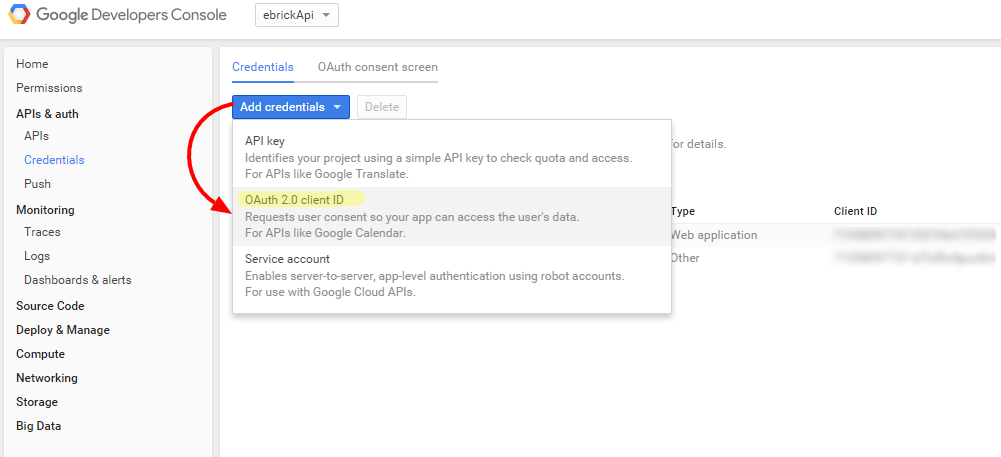 Google Developers Console
ebrickApi
Home
Permissions
APIs & auth
APIs
Credentials
Push
Monitoring
Traces
Logs
Dashboards & alerts
Source Code
Deploy & Manage
Compute
Networking
Storage
Big Data
Credentials
OAuth consent screen
Add credentials
Delete
API key
Identifies your project using a simple API key to check quota and access.
For APIs like Google Translate.
OAuth 2.0 client ID
Requests user consent so your app can access the user's data.
For APIs like Google Calendar.
Service account
Enables server-to-server, app-level authentication using robot accounts.
For use with Google Cloud APIs.
for details.
Type
Client ID
Web application
Other